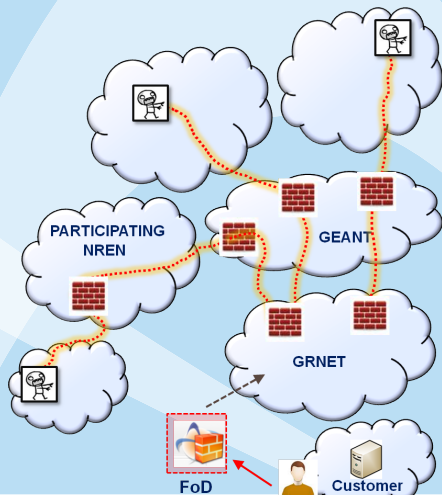 PARTICIPATING
NREN
GEANT
GRNET
FoD
Customer